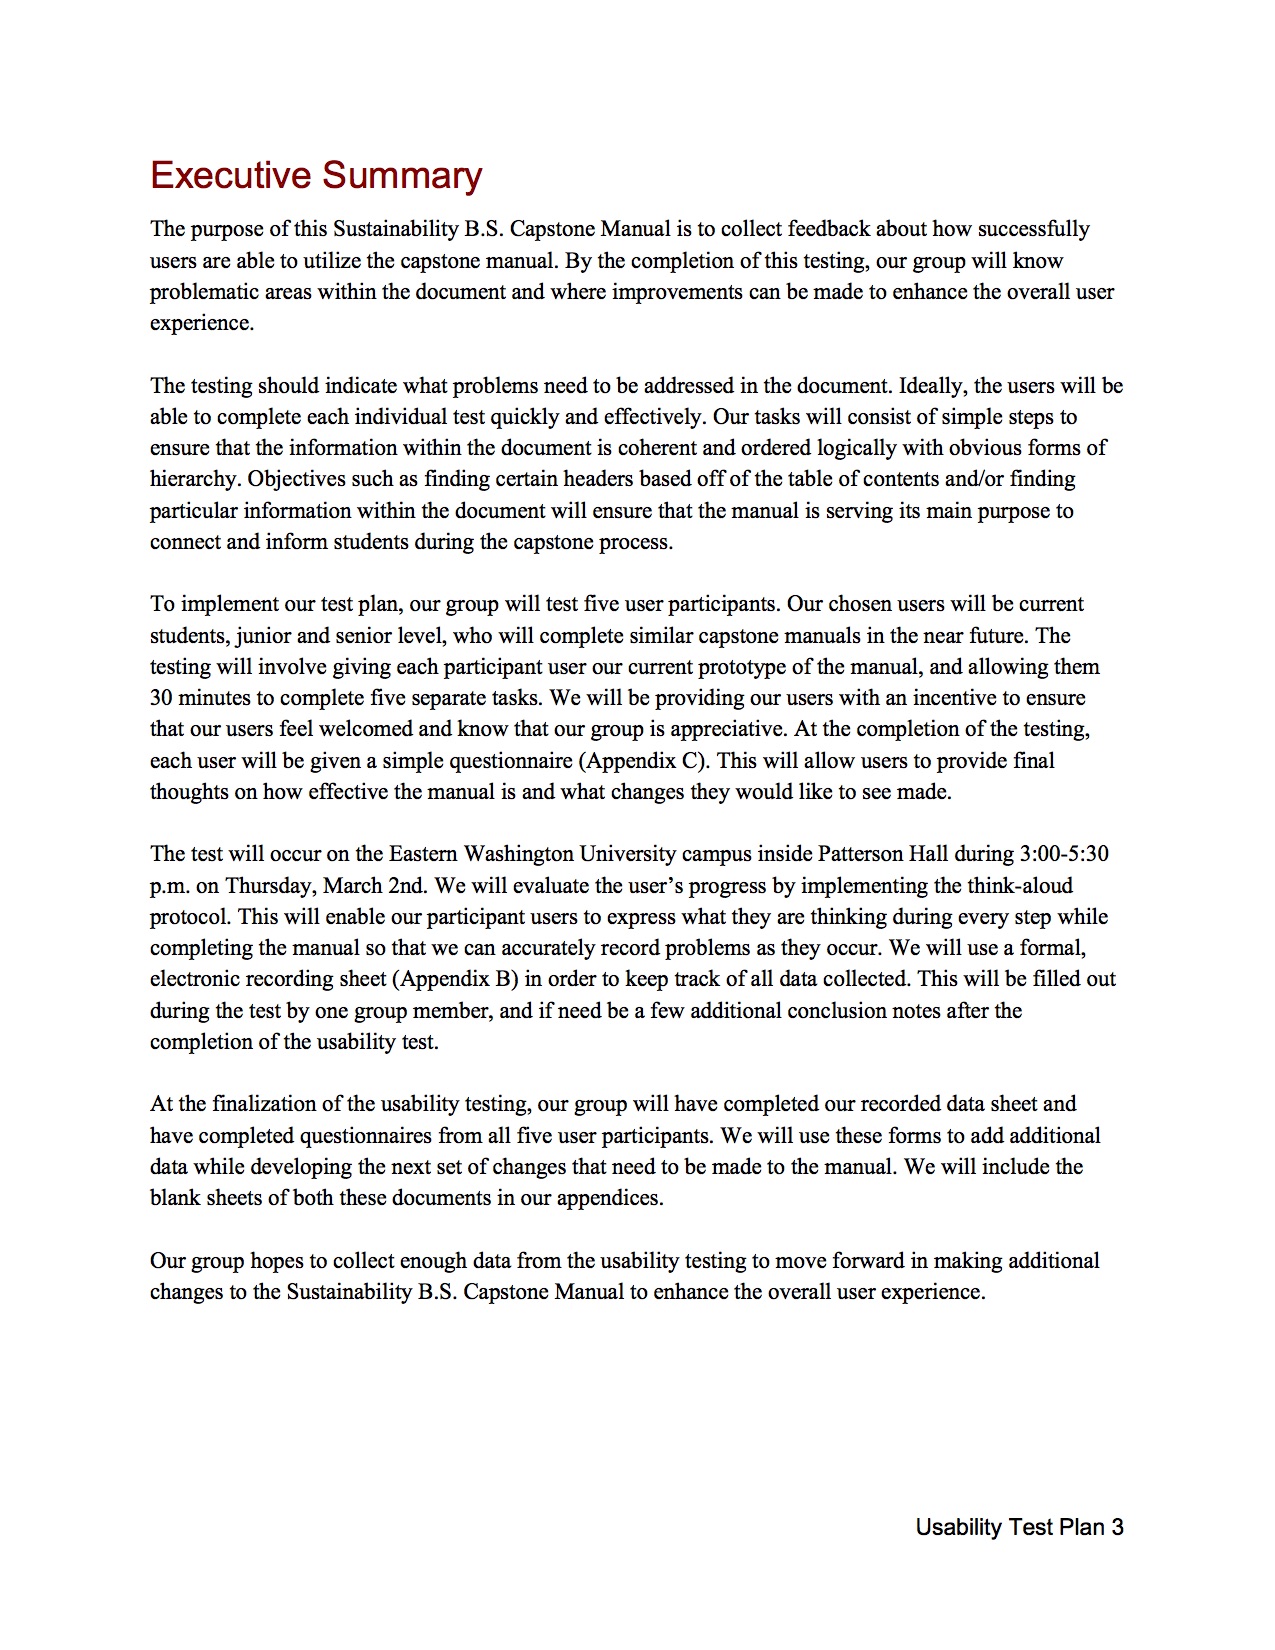 Executive Summary
The purpose of this Sustainability B.S. Capstone Manual is to collect feedback about how successfully
users are able to utilize the capstone manual. By the completion of this testing, our group will know
problematic areas within the document and where improvements can be made to enhance the overall user
experience.
The testing should indicate what problems need to be addressed in the document. Ideally, the users will be
able to complete each individual test quickly and effectively. Our tasks will consist of simple steps to
ensure that the information within the document is coherent and ordered logically with obvious forms of
hierarchy. Objectives such as finding certain headers based off of the table of contents and/or finding
particular information within the document will ensure that the manual is serving its main purpose to
connect and inform students during the capstone process.
To implement our test plan, our group will test five user participants. Our chosen users will be current
students, junior and senior level, who will complete similar capstone manuals in the near future. The
testing will involve giving each participant user our current prototype of the manual, and allowing them
30 minutes to complete five separate tasks. We will be providing our users with an incentive to ensure
that our users feel welcomed and know that our group is appreciative. At the completion of the testing,
each user will be given a simple questionnaire (Appendix C). This will allow users to provide final
thoughts on how effective the manual is and what changes they would like to see made.
The test will occur on the Eastern Washington University campus inside Patterson Hall during 3:00-5:30
p.m. on Thursday, March 2nd. We will evaluate the user’s progress by implementing the think-aloud
protocol. This will enable our participant users to express what they are thinking during every step while
completing the manual so that we can accurately record problems as they occur. We will use a formal,
electronic recording sheet (Appendix B) in order to keep track of all data collected. This will be filled out
during the test by one group member, and if need be a few additional conclusion notes after the
completion of the usability test.
At the finalization of the usability testing, our group will have completed our recorded data sheet and
have completed questionnaires from all five user participants. We will use these forms to add additional
data while developing the next set of changes that need to be made to the manual. We will include the
blank sheets of both these documents in our appendices.
Our group hopes to collect enough data from the usability testing to move forward in making additional
changes to the Sustainability B.S. Capstone Manual to enhance the overall user experience.
Usability Test Plan 3